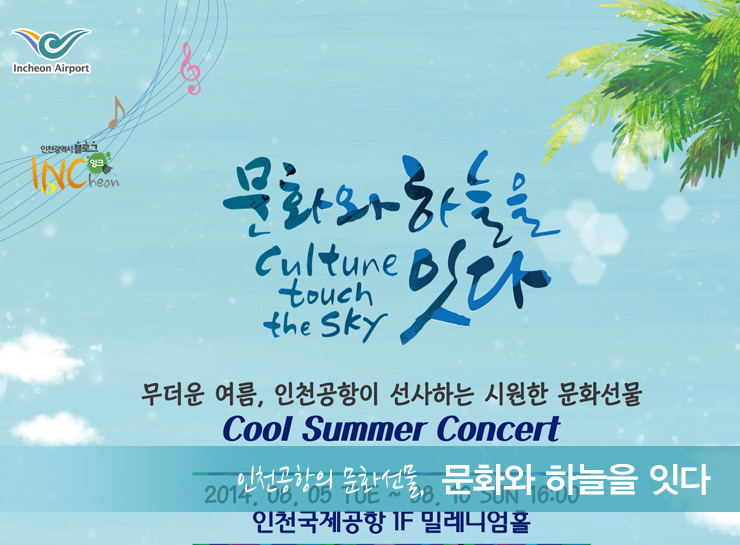 Incheon Airport
인천광역시 블로그
INCheon
잉크
문화와 하늘을
Culture
touch
the SKY
잇다
무더운 여름, 인천공항이 선사하는 시원한 문화선물
Cool Summer Concert
인천공항의 문화선물, 문화와 하늘을 잇다
2014. 08. 05 TUE ~ 08. 10 SUN 16:00
인천국제공항 1F 밀레니엄홀